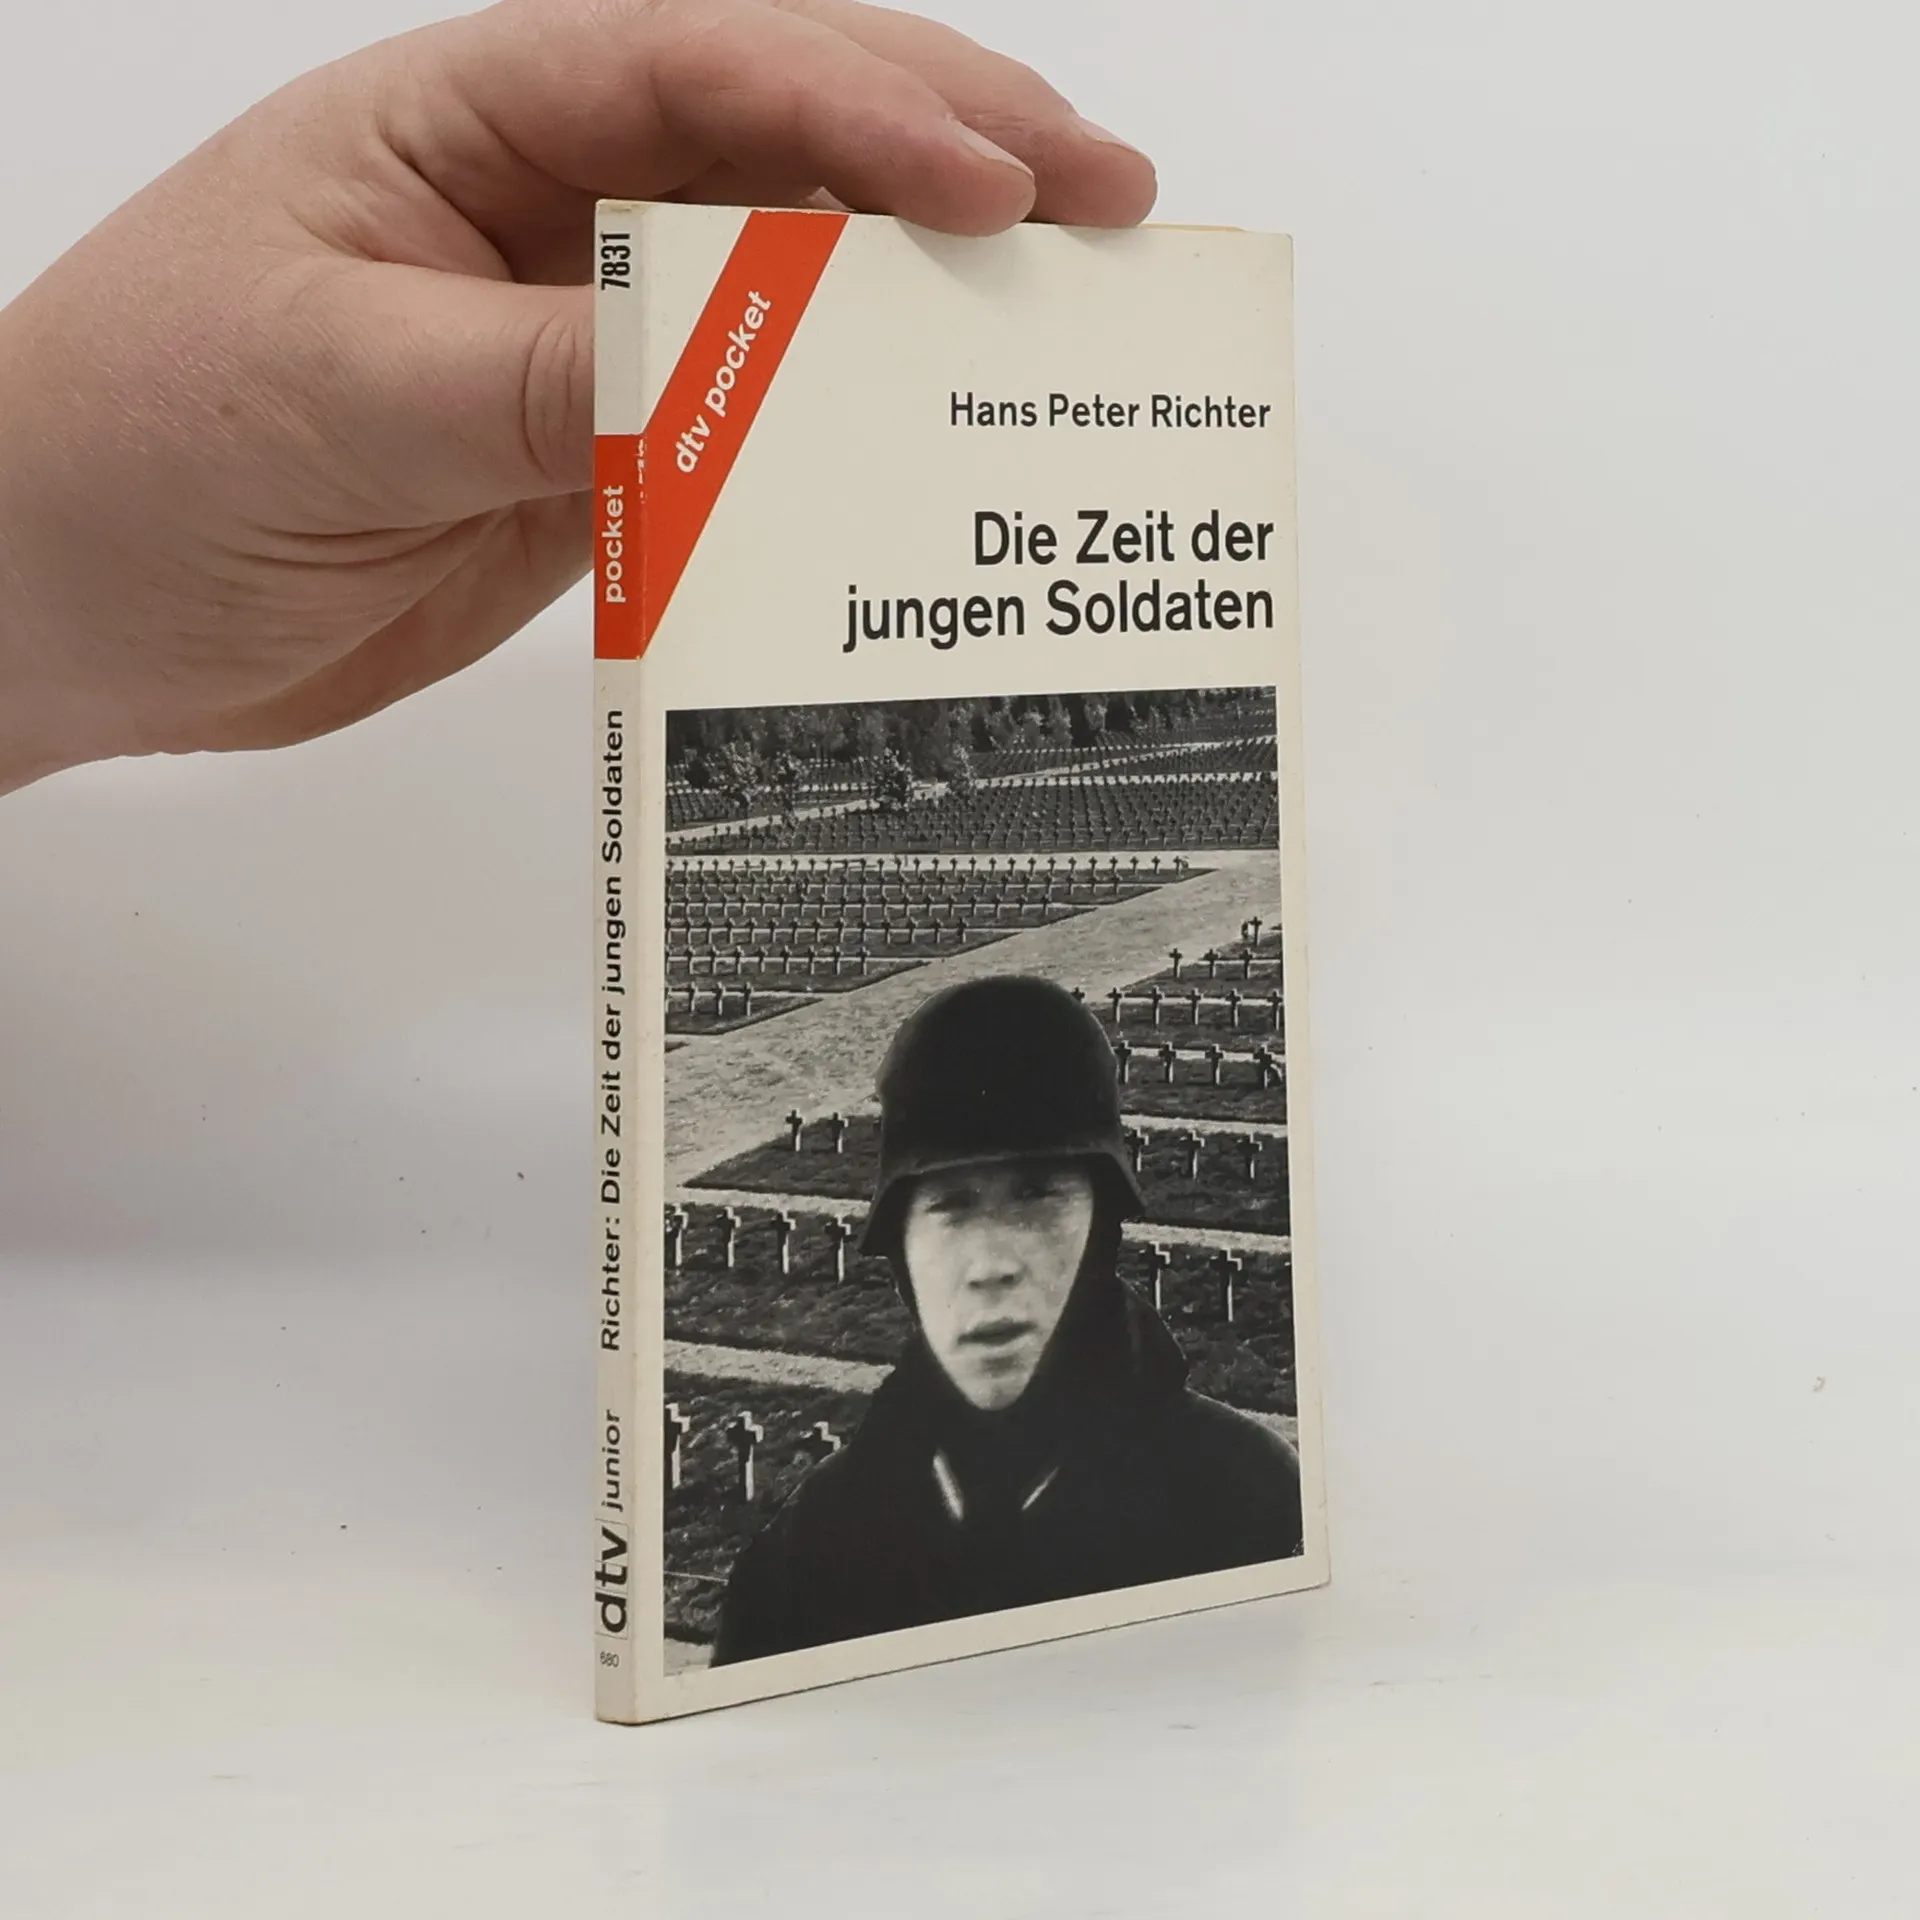 7831
pocket
Richter: Die Zeit der jungen Soldaten
dtv junior
680
dtv pocket
Hans Peter Richter
Die Zeit der
jungen Soldaten